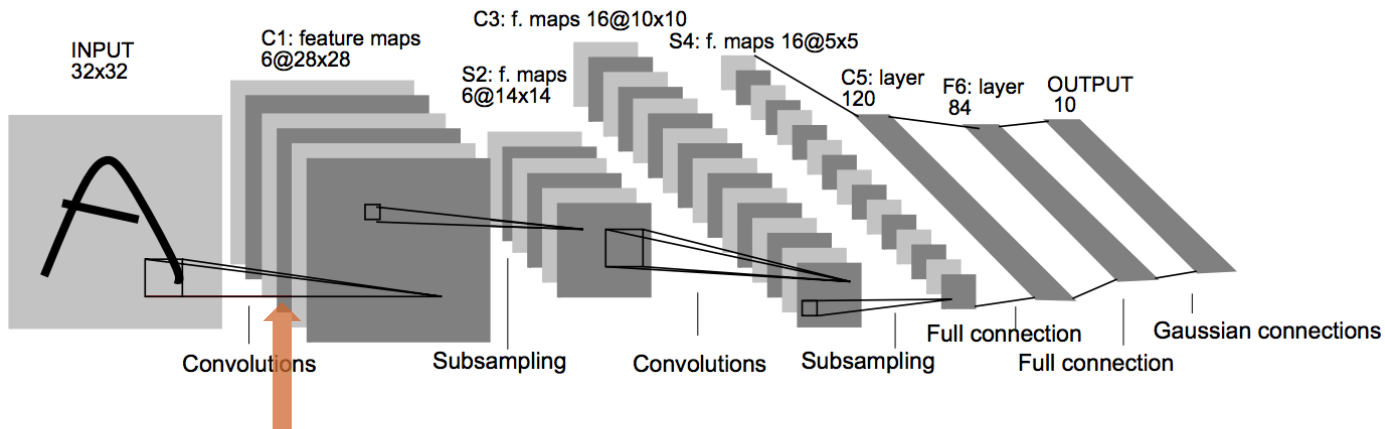 INPUT
32x32
C1: feature maps
6@28x28
S2: f. maps
6@14x14
C3: f. maps 16@10x10
S4: f. maps 16@5x5
C5: layer
120
F6: layer
84
OUTPUT
10
Convolutions
Subsampling
Convolutions
Subsampling
Full connection
Full connection
Gaussian connections